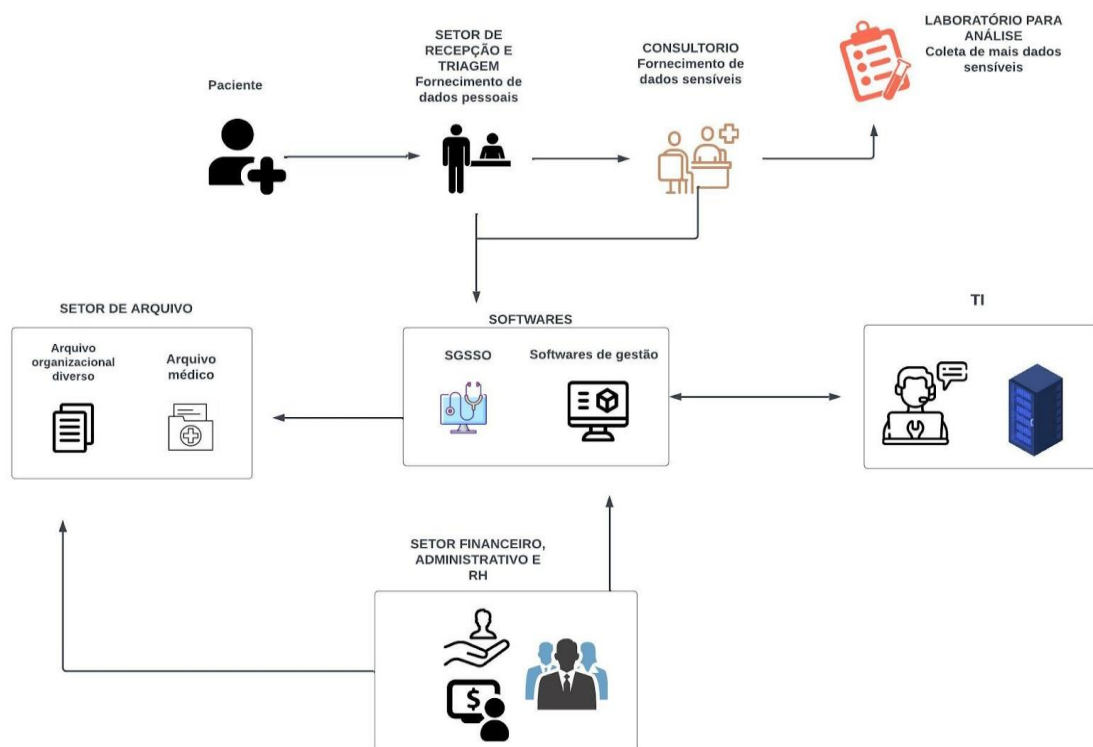 Paciente
SETOR DE
RECEPÇÃO E
TRIAGEM
Fornecimento de
dados pessoais
CONSULTORIO
Fornecimento de
dados sensíveis
LABORATÓRIO PARA
ANÁLISE
Coleta de mais dados
sensíveis
SETOR DE ARQUIVO
Arquivo
organizacional
diverso
Arquivo
médico
SOFTWARES
SGSSO
Softwares de gestão
TI
SETOR FINANCEIRO,
ADMINISTRATIVO E
RH
$